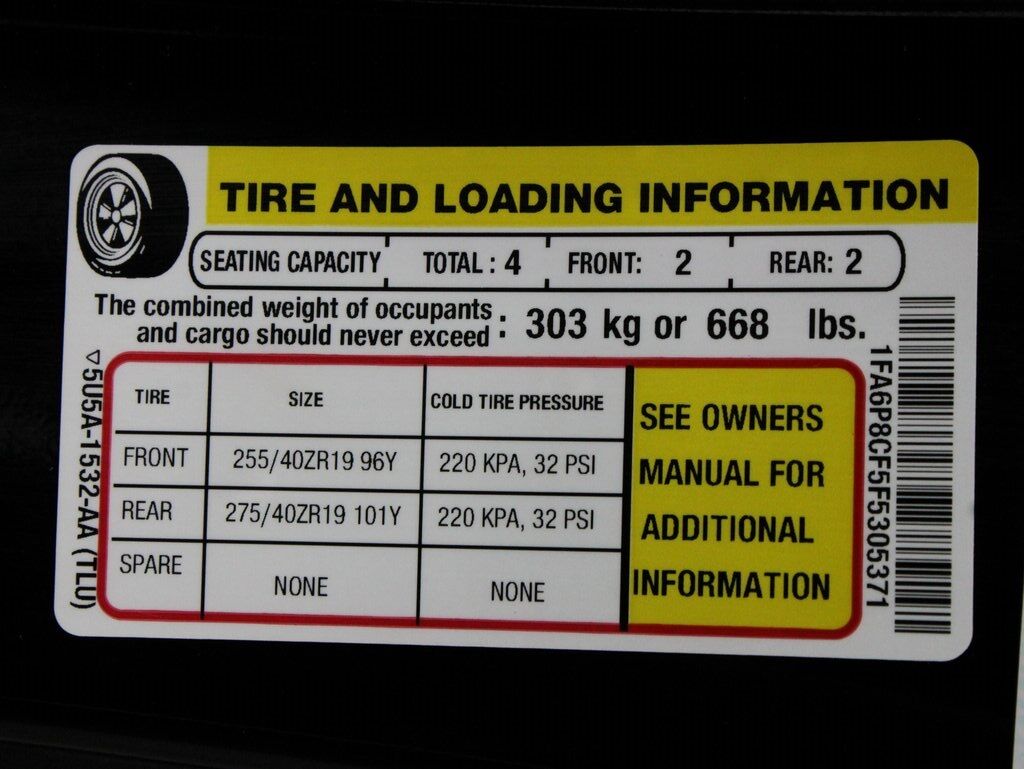 TIRE AND LOADING INFORMATION
SEATING CAPACITY TOTAL : 4 FRONT: 2 REAR: 2
The combined weight of occupants
and cargo should never exceed : 303 kg or 668 lbs.
TIRE SIZE COLD TIRE PRESSURE
FRONT 255/40ZR19 96Y 220 KPA, 32 PSI
REAR 275/40ZR19 101Y 220 KPA, 32 PSI
SPARE NONE NONE
SEE OWNERS
MANUAL FOR
ADDITIONAL
INFORMATION
▽5U5A-1532-AA (TLU)
1FA6P8CF5F5305371